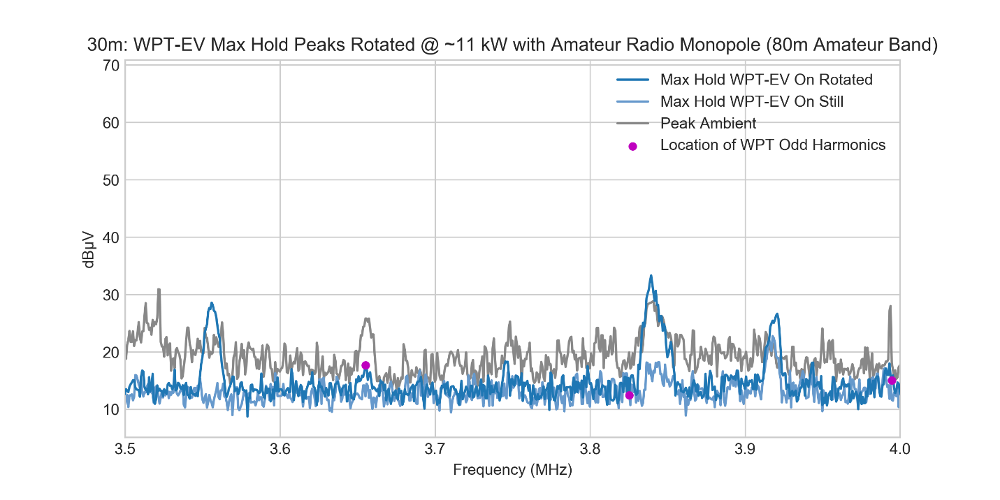 30m: WPT-EV Max Hold Peaks Rotated @ ~11 kW with Amateur Radio Monopole (80m Amateur Band)
70
60
50
40
30
20
10
dBµV
Max Hold WPT-EV On Rotated
Max Hold WPT-EV On Still
Peak Ambient
Location of WPT Odd Harmonics
3.5 3.6 3.7 3.8 3.9 4.0
Frequency (MHz)